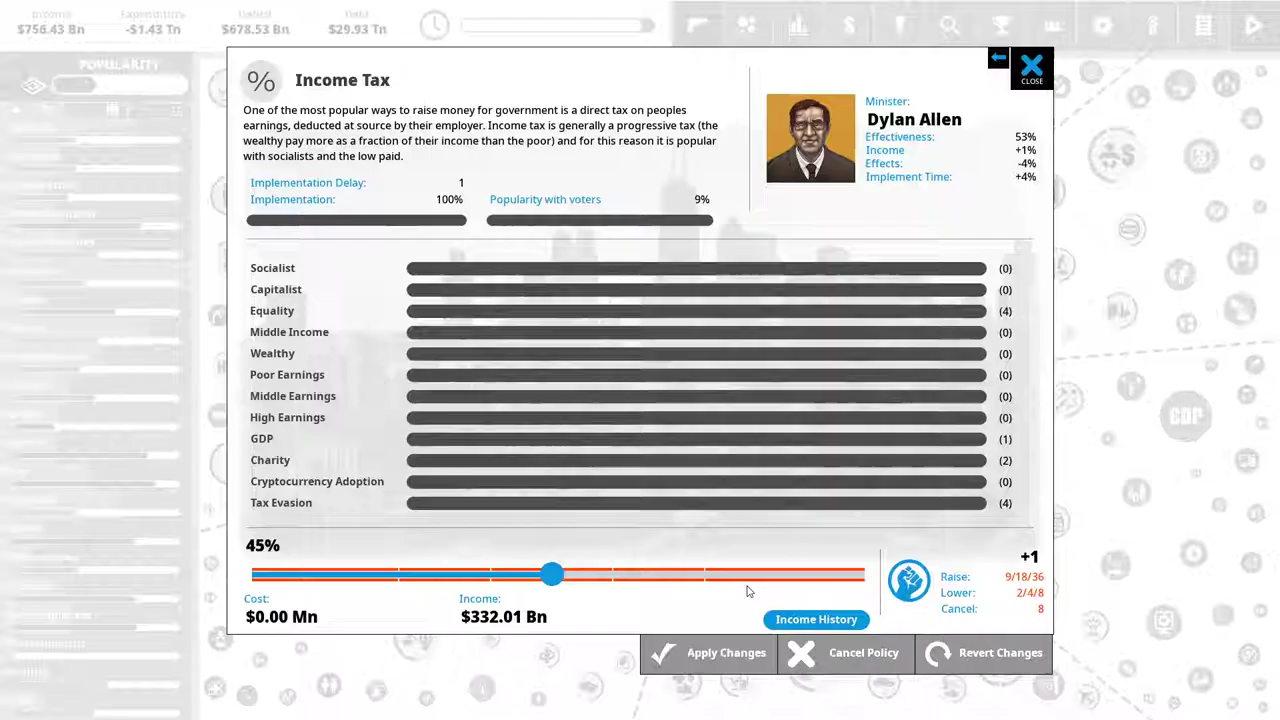 Income
Expenditure
Deficit
Debt
$756.43 Bn
-$1.43 Tn
$678.53 Bn
$29.93 Tn
POPULARITY
CLOSE
% Income Tax
One of the most popular ways to raise money for government is a direct tax on peoples
earnings, deducted at source by their employer. Income tax is generally a progressive tax (the
wealthy pay more as a fraction of their income than the poor) and for this reason it is popular
with socialists and the low paid.
Minister:
Dylan Allen
Effectiveness: 53%
Income +1%
Effects: -4%
Implement Time: +4%
Implementation Delay: 1
Implementation: 100%
Popularity with voters 9%
Socialist (0)
Capitalist (0)
Equality (4)
Middle Income (0)
Wealthy (0)
Poor Earnings (0)
Middle Earnings (0)
High Earnings (0)
GDP (1)
Charity (2)
Cryptocurrency Adoption (0)
Tax Evasion (4)
GDP
45%
Cost:
$0.00 Mn
Income:
$332.01 Bn
Income History
+1
Raise: 9/18/36
Lower: 2/4/8
Cancel: 8
Apply Changes
Cancel Policy
Revert Changes